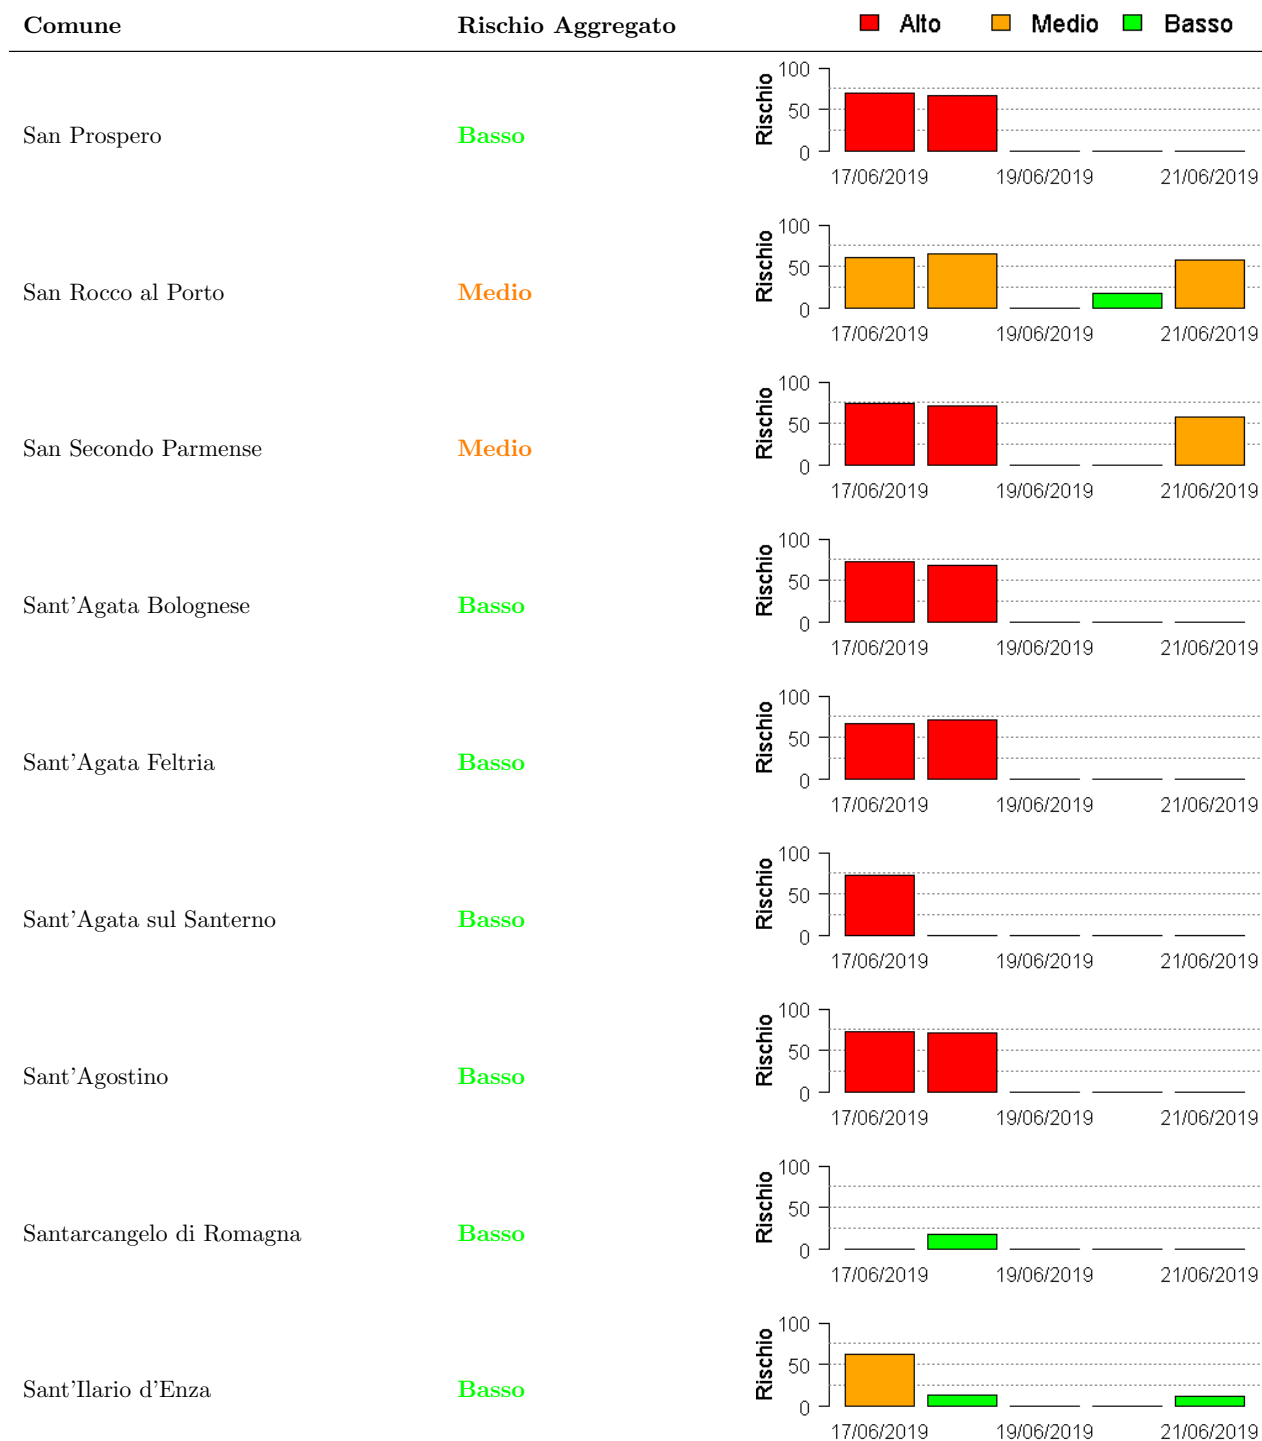 Comune Rischio Aggregato Alto Medio Basso
San Prospero Basso Rischio 100 50 0
17/06/2019 19/06/2019 21/06/2019
San Rocco al Porto Medio Rischio 100 50 0
17/06/2019 19/06/2019 21/06/2019
San Secondo Parmense Medio Rischio 100 50 0
17/06/2019 19/06/2019 21/06/2019
Sant'Agata Bolognese Basso Rischio 100 50 0
17/06/2019 19/06/2019 21/06/2019
Sant'Agata Feltria Basso Rischio 100 50 0
17/06/2019 19/06/2019 21/06/2019
Sant'Agata sul Santerno Basso Rischio 100 50 0
17/06/2019 19/06/2019 21/06/2019
Sant'Agostino Basso Rischio 100 50 0
17/06/2019 19/06/2019 21/06/2019
Santarcangelo di Romagna Basso Rischio 100 50 0
17/06/2019 19/06/2019 21/06/2019
Sant'Ilario d'Enza Basso Rischio 100 50 0
17/06/2019 19/06/2019 21/06/2019